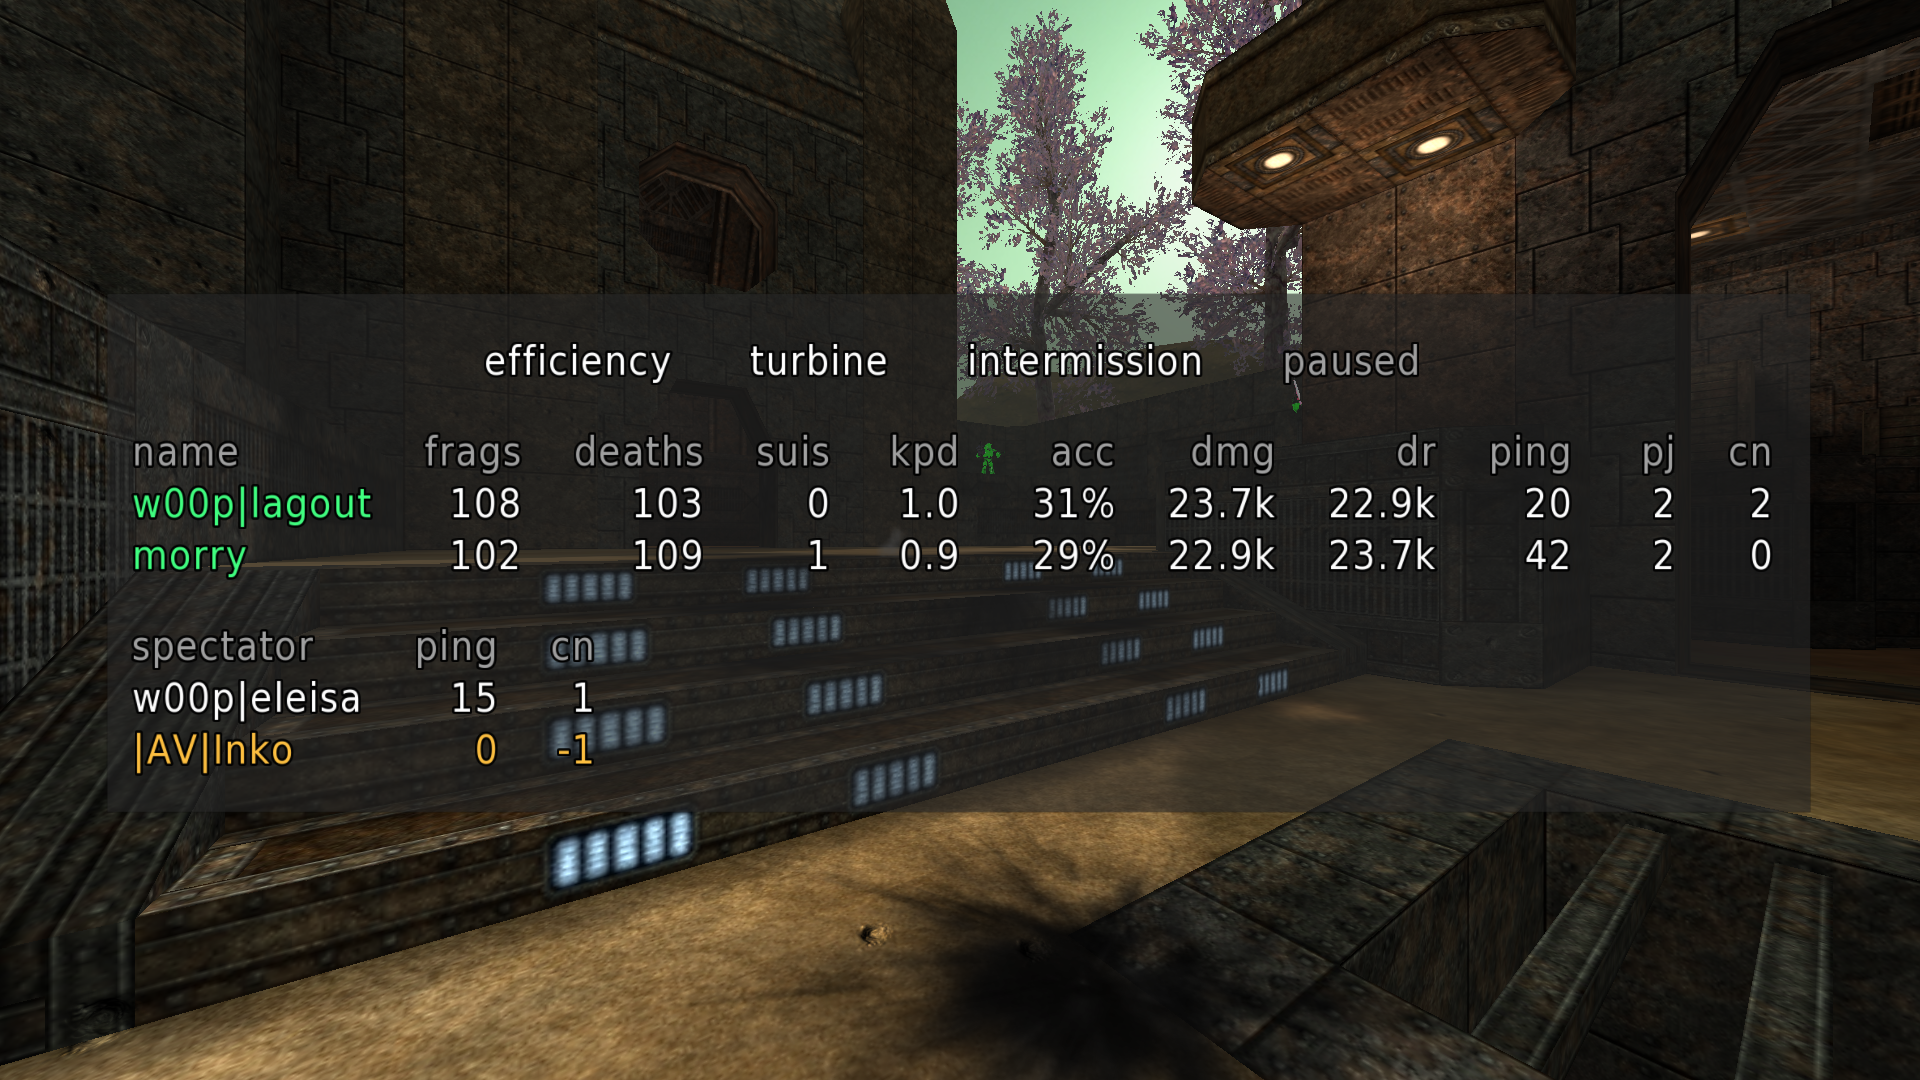 efficiency turbine intermission paused
name frags deaths suis kpd acc dmg dr ping pj cn
w00p|lagout 108 103 0 1.0 31% 23.7k 22.9k 20 2 2
morry 102 109 1 0.9 29% 22.9k 23.7k 42 2 0
spectator ping cn
w00p|eleisa 15 1
|AV|Inko 0 -1